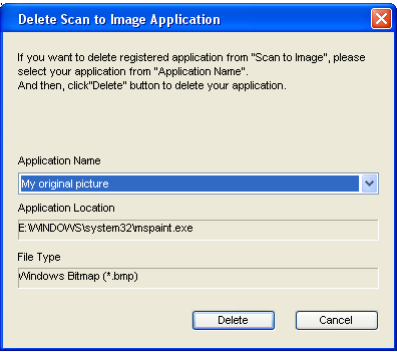 Delete Scan to Image Application
If you want to delete registered application from "Scan to Image", please
select your application from "Application Name".
And then, click"Delete" button to delete your application.
Application Name
My original picture
Application Location
E:\WINDOWS\system32\mspaint.exe
File Type
Windows Bitmap (*.bmp)
Delete Cancel